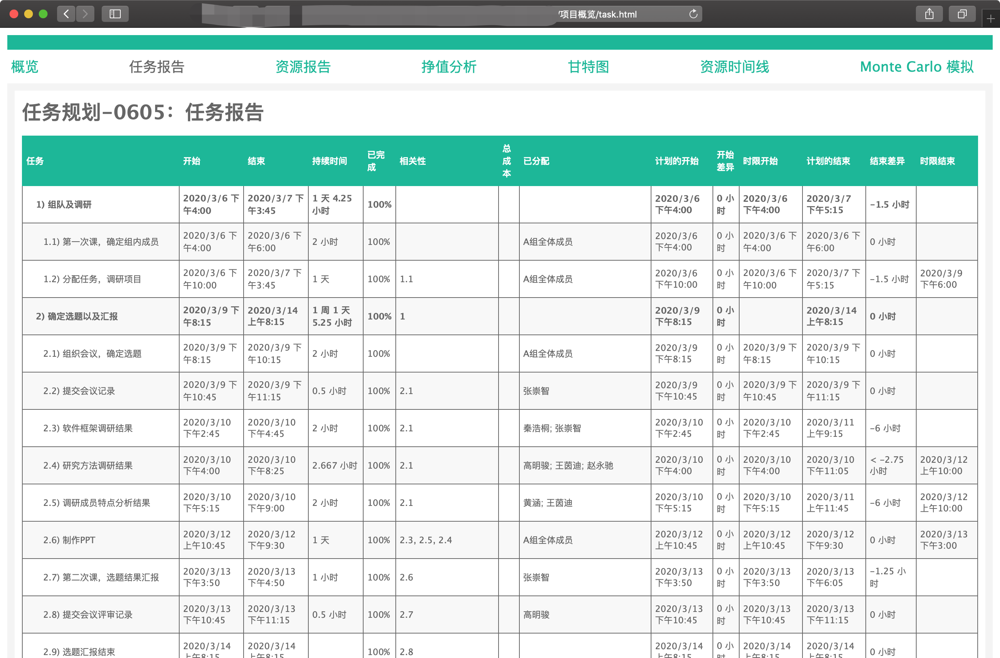 /项目概览/task.html
概览 任务报告 资源报告 挣值分析 甘特图 资源时间线 Monte Carlo 模拟
任务规划-0605：任务报告
任务 开始 结束 持续时间 已完成 相关性 总成本 已分配 计划的开始 开始差异 时限开始 计划的结束 结束差异 时限结束
1) 组队及调研 2020/3/6 下午4:00 2020/3/7 下午3:45 1 天 4.25 小时 100% 2020/3/6 下午4:00 0 小时 2020/3/6 下午4:00 2020/3/7 下午5:15 -1.5 小时
1.1) 第一次课，确定组内成员 2020/3/6 下午4:00 2020/3/6 下午6:00 2 小时 100% A组全体成员 2020/3/6 下午4:00 0 小时 2020/3/6 下午4:00 2020/3/6 下午6:00 0 小时
1.2) 分配任务，调研项目 2020/3/6 下午10:00 2020/3/7 下午3:45 1 天 100% 1.1 A组全体成员 2020/3/6 下午10:00 0 小时 2020/3/6 下午10:00 2020/3/7 下午5:15 -1.5 小时 2020/3/9 下午6:00
2) 确定选题以及汇报 2020/3/9 下午8:15 2020/3/14 上午8:15 1 周 1 天 5.25 小时 100% 1 2020/3/9 下午8:15 0 小时 2020/3/14 上午8:15 0 小时
2.1) 组织会议，确定选题 2020/3/9 下午8:15 2020/3/9 下午10:15 2 小时 100% A组全体成员 2020/3/9 下午8:15 0 小时 2020/3/9 下午8:15 2020/3/9 下午10:15 0 小时
2.2) 提交会议记录 2020/3/9 下午10:45 2020/3/9 下午11:15 0.5 小时 100% 2.1 张崇智 2020/3/9 下午10:45 0 小时 2020/3/9 下午10:45 2020/3/9 下午11:15 0 小时
2.3) 软件框架调研结果 2020/3/10 下午2:45 2020/3/10 下午4:45 2 小时 100% 2.1 秦浩桐; 张崇智 2020/3/10 下午2:45 0 小时 2020/3/10 下午2:45 2020/3/11 上午9:15 -6 小时
2.4) 研究方法调研结果 2020/3/10 下午4:00 2020/3/10 下午8:25 2.667 小时 100% 2.1 高明骏; 王茵迪; 赵永驰 2020/3/10 下午4:00 0 小时 2020/3/10 下午4:00 2020/3/10 下午11:05 < -2.75 小时 2020/3/12 上午10:00
2.5) 调研成员特点分析结果 2020/3/10 下午5:15 2020/3/10 下午9:00 2 小时 100% 2.1 黄涵; 王茵迪 2020/3/10 下午5:15 0 小时 2020/3/10 下午5:15 2020/3/11 上午11:45 -6 小时 2020/3/12 上午10:00
2.6) 制作PPT 2020/3/12 上午10:45 2020/3/12 下午9:30 1 天 100% 2.3, 2.5, 2.4 A组全体成员 2020/3/12 上午10:45 0 小时 2020/3/12 上午10:45 2020/3/12 下午9:30 0 小时 2020/3/13 下午3:00
2.7) 第二次课，选题结果汇报 2020/3/13 下午3:50 2020/3/13 下午4:50 1 小时 100% 2.6 张崇智 2020/3/13 下午3:50 0 小时 2020/3/13 下午3:50 2020/3/13 下午6:05 -1.25 小时
2.8) 提交会议评审记录 2020/3/13 下午10:45 2020/3/13 下午11:15 0.5 小时 100% 2.7 高明骏 2020/3/13 下午10:45 0 小时 2020/3/13 下午10:45 2020/3/13 下午11:15 0 小时
2.9) 选题汇报结束 2020/3/14 上午8:15 2020/3/14 上午8:15 100% 2.8 2020/3/14 上午8:15 0 小时 2020/3/14 上午8:15 2020/3/14 上午8:15 0 小时